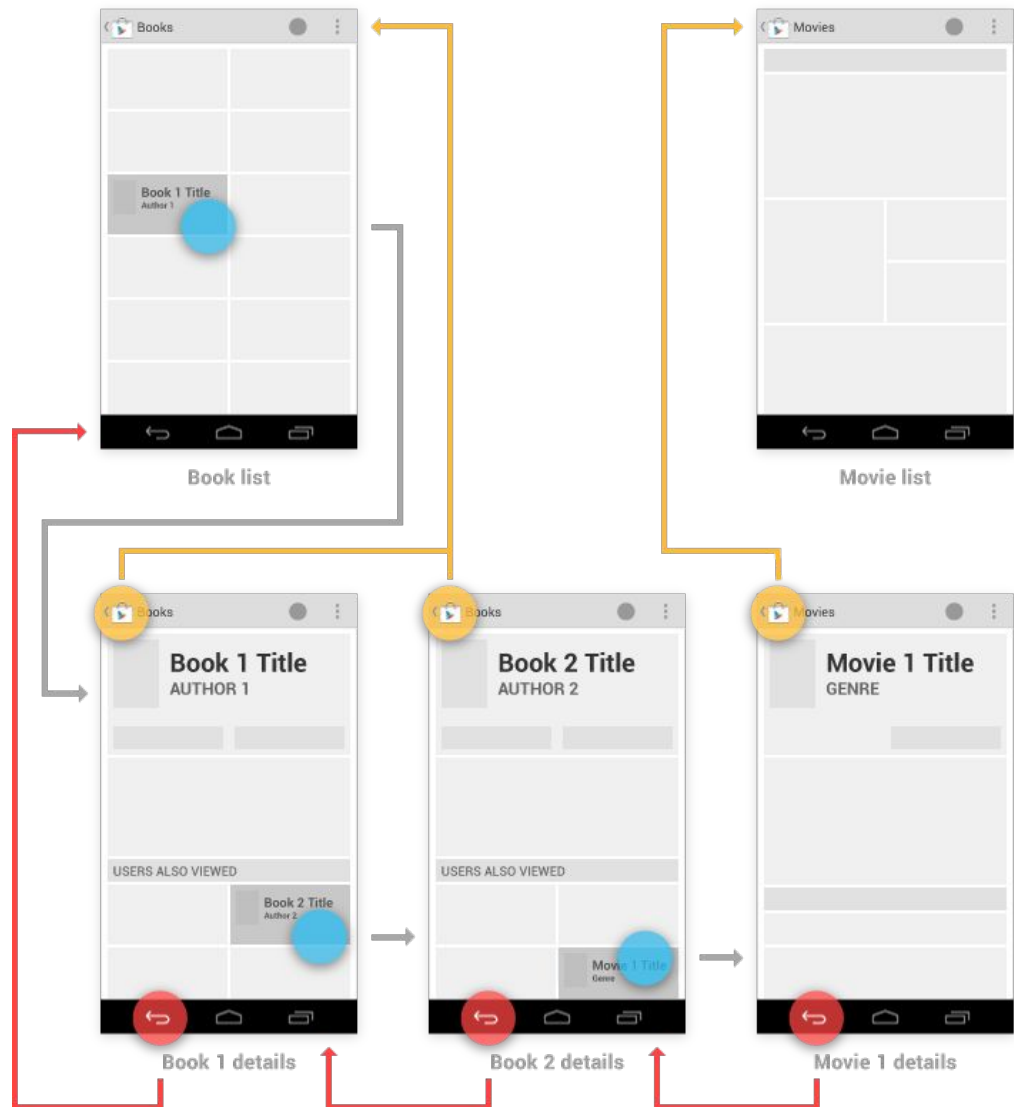 Books
Movies
Book 1 Title
Author 1
Book list
Movie list
Books
Books
Movies
Book 1 Title
AUTHOR 1
Book 2 Title
AUTHOR 2
Movie 1 Title
GENRE
USERS ALSO VIEWED
USERS ALSO VIEWED
Book 2 Title
Author 2
Movie 1 Title
Genre
Book 1 details
Book 2 details
Movie 1 details